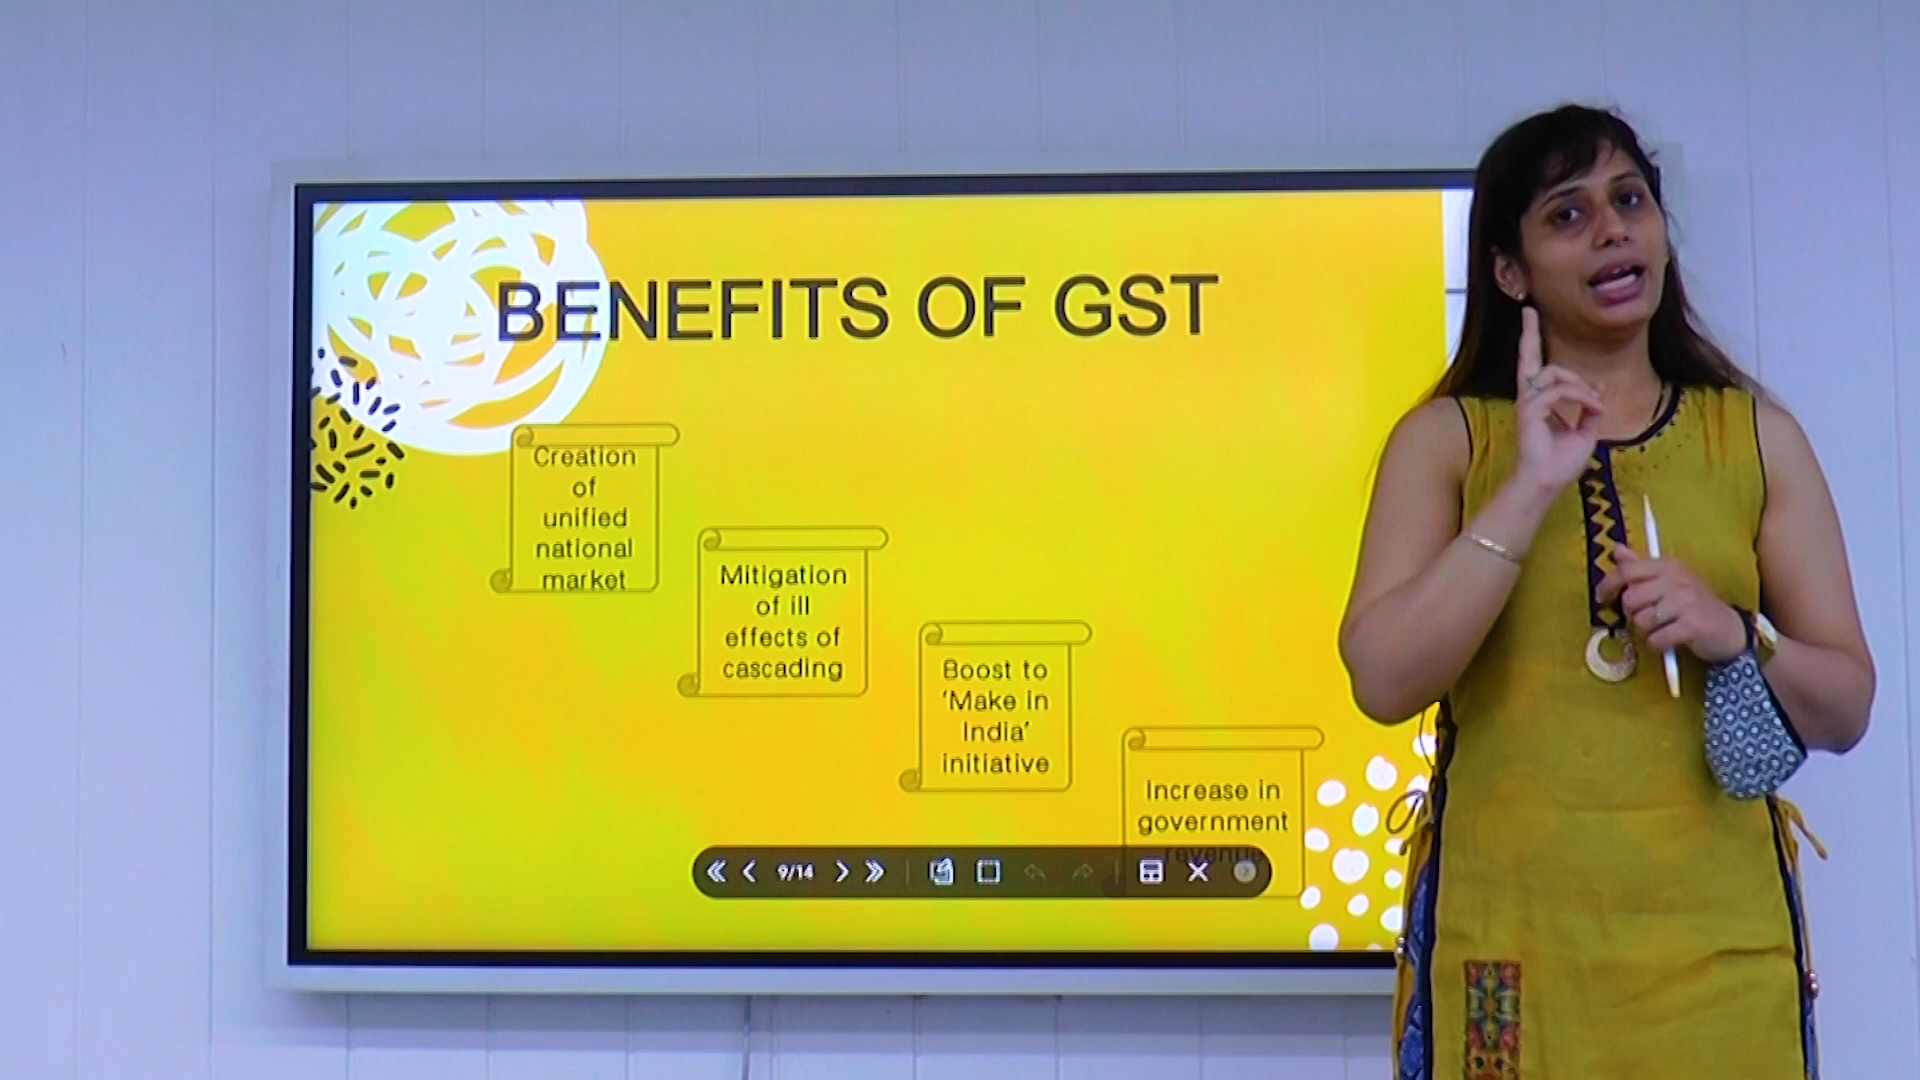 BENEFITS OF GST
Creation
of
unified
national
market
Mitigation
of ill
effects of
cascading
Boost to
‘Make in
India’
initiative
Increase in
government
revenue
9/14